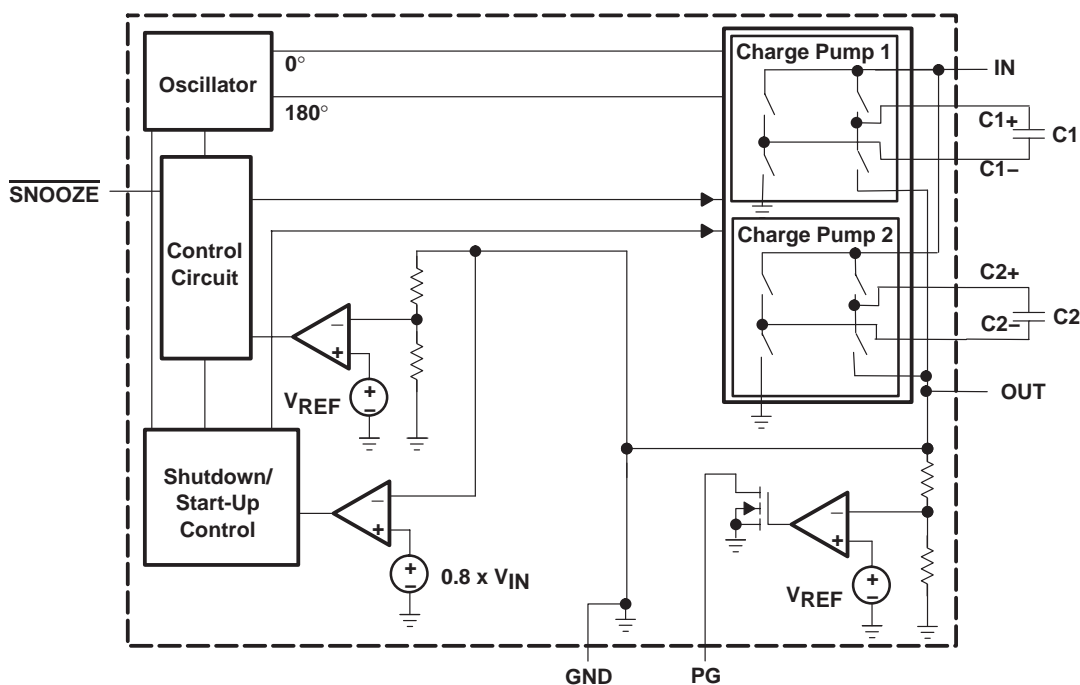 Oscillator
0°
180°
Charge Pump 1
IN
C1+
C1
C1–
SNOOZE
Control
Circuit
Charge Pump 2
C2+
C2
C2–
–
+
VREF
+
–
OUT
Shutdown/
Start-Up
Control
–
+
+
–
0.8 x VIN
–
+
VREF
+
–
GND
PG